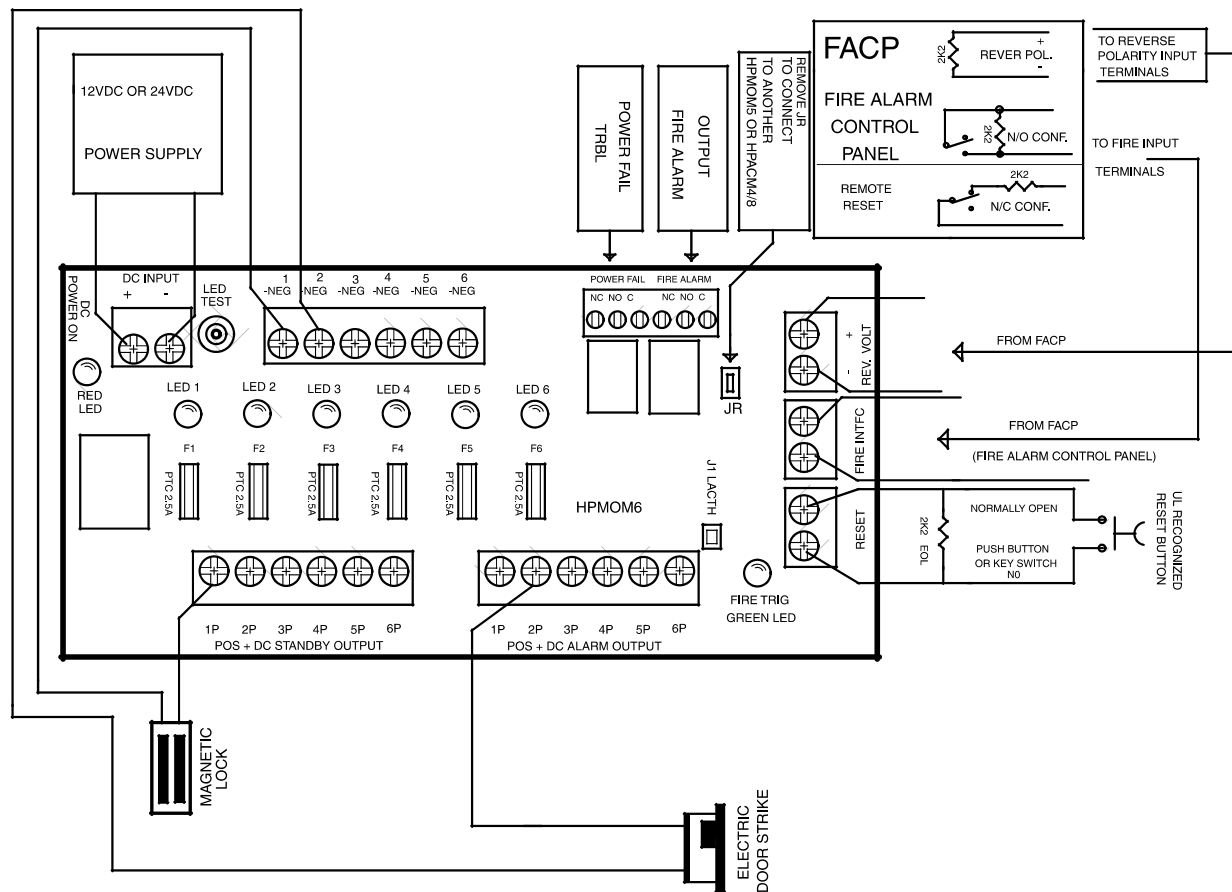 12VDC OR 24VDC
POWER SUPPLY
POWER FAIL
TRBL
OUTPUT
FIRE ALARM
REMOVE JR
TO CONNECT
TO ANOTHER
HPMOM5 OR HPACM4/8
FACP
2K2
REVER POL.
+
-
FIRE ALARM
CONTROL
PANEL
2K2
N/O CONF.
REMOTE
RESET
2K2
N/C CONF.
TO REVERSE
POLARITY INPUT
TERMINALS
TO FIRE INPUT
TERMINALS
DC
POWER ON
DC INPUT
+ -
LED
TEST
1 2 3 4 5 6
-NEG -NEG -NEG -NEG -NEG -NEG
POWER FAIL FIRE ALARM
NC NO C NC NO C
RED
LED
LED 1 LED 2 LED 3 LED 4 LED 5 LED 6
JR
+
-
REV. VOLT
FROM FACP
FIRE INTFC
FROM FACP
(FIRE ALARM CONTROL PANEL)
F1 F2 F3 F4 F5 F6
PTC 2.5A PTC 2.5A PTC 2.5A PTC 2.5A PTC 2.5A PTC 2.5A
HPMOM6
J1 LACTH
RESET
2K2 EOL
NORMALLY OPEN
PUSH BUTTON
OR KEY SWITCH
N0
UL RECOGNIZED
RESET BUTTON
FIRE TRIG
GREEN LED
1P 2P 3P 4P 5P 6P
POS + DC STANDBY OUTPUT
1P 2P 3P 4P 5P 6P
POS + DC ALARM OUTPUT
MAGNETIC
LOCK
ELECTRIC
DOOR STRIKE